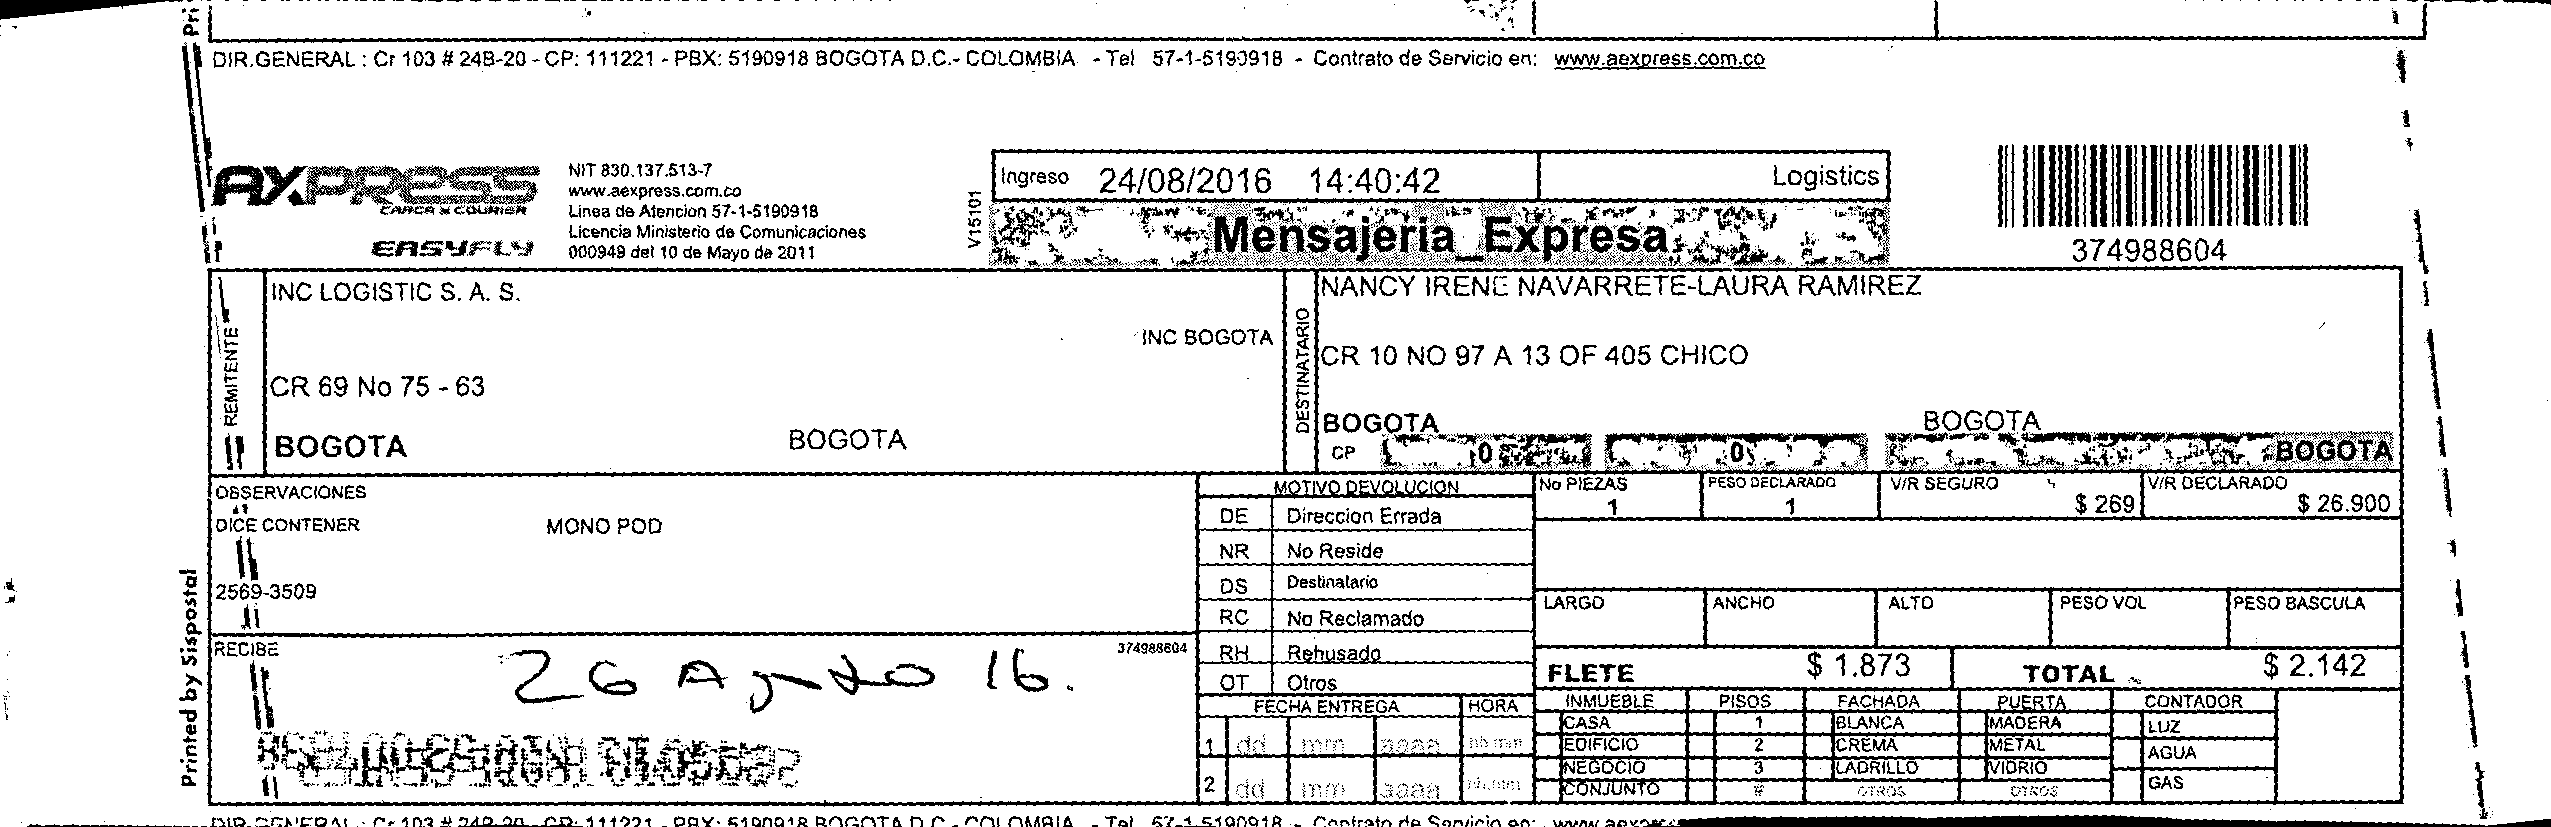 DIR.GENERAL : Cr 103 # 24B-20 - CP: 111221 - PBX: 5190918 BOGOTA D.C.- COLOMBIA - Tel 57-1-5190918 - Contrato de Servicio en: www.aexpress.com.co
AXPRESS
CARGA & COURIER
EASYFLY
NIT 830.137.513-7
www.aexpress.com.co
Linea de Atencion 57-1-5190918
Licencia Ministerio de Comunicaciones
000949 del 10 de Mayo de 2011
V15101
Ingreso 24/08/2016 14:40:42 Logistics
Mensajeria_Expresa
374988604
REMITENTE
INC LOGISTIC S. A. S.
INC BOGOTA
CR 69 No 75 - 63
BOGOTA BOGOTA
DESTINATARIO
NANCY IRENE NAVARRETE-LAURA RAMIREZ
CR 10 NO 97 A 13 OF 405 CHICO
BOGOTA BOGOTA
CP 0 0 BOGOTA
OBSERVACIONES
DICE CONTENER MONO POD
2569-3509
RECIBE 374988604
26 Agosto 16.
Printed by Sispostal
MOTIVO DEVOLUCION
DE Direccion Errada
NR No Reside
DS Destinatario
RC No Reclamado
RH Rehusado
OT Otros
FECHA ENTREGA HORA
1 dd mm aaaa hh:mm
2 dd mm aaaa hh:mm
No PIEZAS PESO DECLARADO V/R SEGURO V/R DECLARADO
1 1 $ 269 $ 26.900
LARGO ANCHO ALTO PESO VOL PESO BASCULA
FLETE $ 1.873 TOTAL $ 2.142
INMUEBLE PISOS FACHADA PUERTA CONTADOR
CASA 1 BLANCA MADERA LUZ
EDIFICIO 2 CREMA METAL AGUA
NEGOCIO 3 LADRILLO VIDRIO GAS
CONJUNTO # OTROS OTROS
DIR.GENERAL : Cr 103 # 24B-20 - CP: 111221 - PBX: 5190918 BOGOTA D.C.- COLOMBIA - Tel 57-1-5190918 - Contrato de Servicio en: